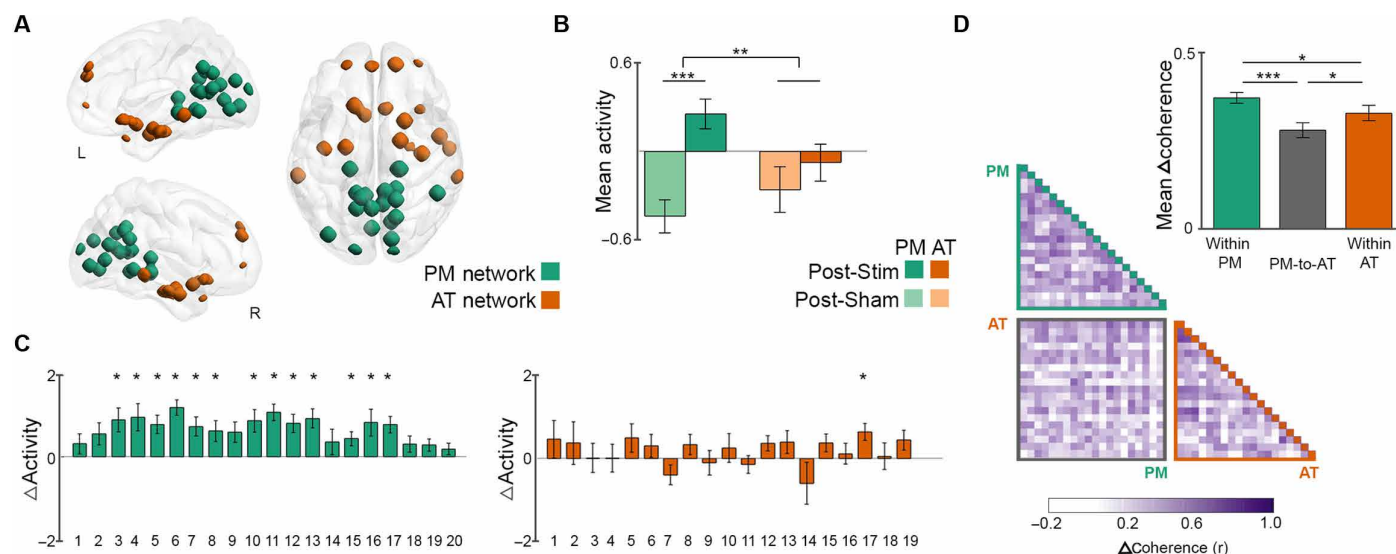 A
L
R
PM network
AT network
B
Mean activity
0.6
−0.6
***
**
PM AT
Post-Stim
Post-Sham
C
△Activity
2
0
−2
* * * * * * * * * * * * *
1 2 3 4 5 6 7 8 9 10 11 12 13 14 15 16 17 18 19 20
△Activity
2
0
−2
*
1 2 3 4 5 6 7 8 9 10 11 12 13 14 15 16 17 18 19
D
Mean Δcoherence
0.5
0
*
*** *
Within PM
PM-to-AT
Within AT
PM
AT
PM
AT
−0.2 0.2 0.6 1.0
ΔCoherence (r)